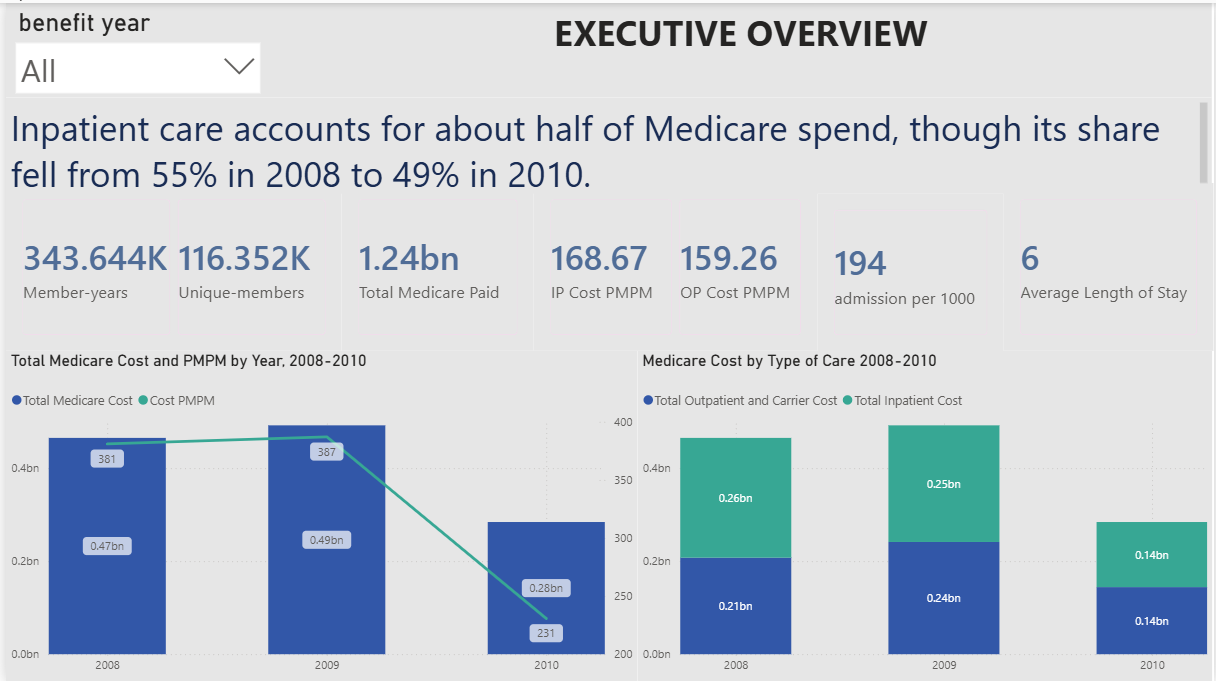 benefit year
EXECUTIVE OVERVIEW
All
Inpatient care accounts for about half of Medicare spend, though its share
fell from 55% in 2008 to 49% in 2010.
343.644K
Member-years
116.352K
Unique-members
1.24bn
Total Medicare Paid
168.67
IP Cost PMPM
159.26
OP Cost PMPM
194
admission per 1000
6
Average Length of Stay
Total Medicare Cost and PMPM by Year, 2008-2010
Total Medicare Cost Cost PMPM
400
381
387
0.4bn
350
0.47bn
0.49bn
300
0.2bn
0.28bn
250
231
0.0bn
200
2008
2009
2010
Medicare Cost by Type of Care 2008-2010
Total Outpatient and Carrier Cost Total Inpatient Cost
0.4bn
0.26bn
0.25bn
0.2bn
0.14bn
0.21bn
0.24bn
0.14bn
0.0bn
2008
2009
2010